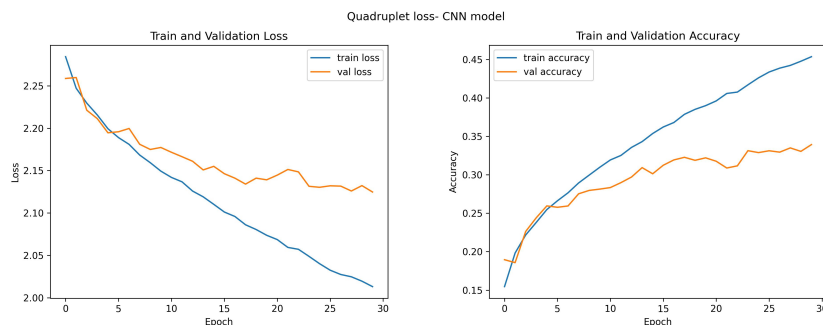 Quadruplet loss- CNN model
Train and Validation Loss
train loss
val loss
2.25
2.20
2.15
2.10
2.05
2.00
Loss
0
5
10
15
20
25
30
Epoch
Train and Validation Accuracy
train accuracy
val accuracy
0.45
0.40
0.35
0.30
0.25
0.20
0.15
Accuracy
0
5
10
15
20
25
Epoch